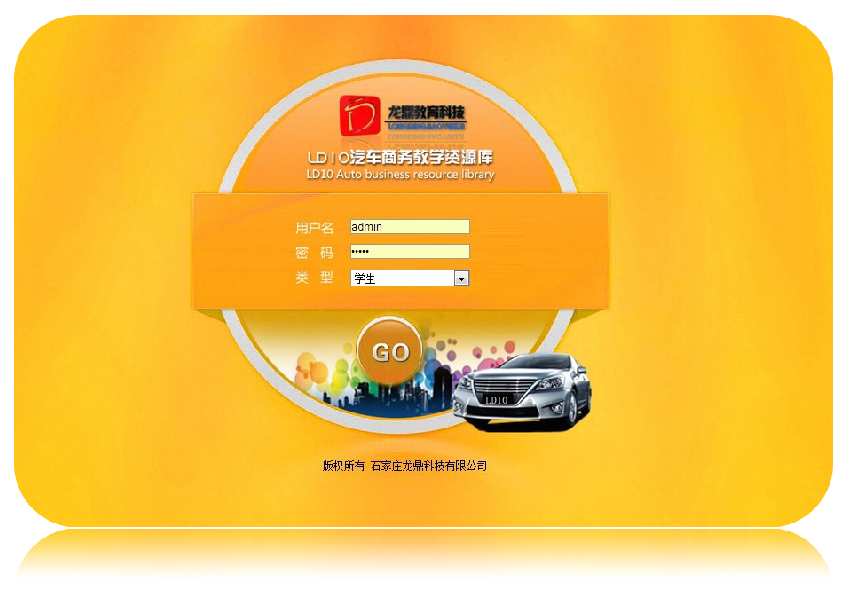 龙鼎教育科技
LD10汽车商务教学资源库
LD10 Auto business resource library
用户名 admin
密 码 •••••
类 型 学生
GO
LD10
版权所有 石家庄龙鼎科技有限公司